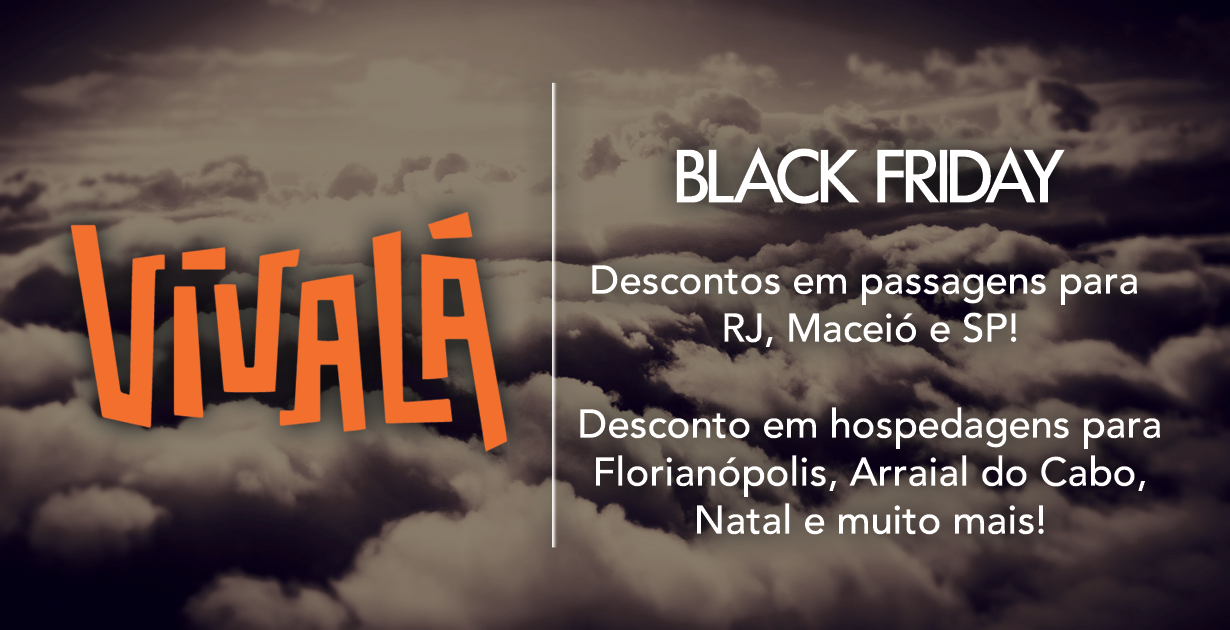 VIVALÁ
BLACK FRIDAY
Descontos em passagens para
RJ, Maceió e SP!
Desconto em hospedagens para
Florianópolis, Arraial do Cabo,
Natal e muito mais!